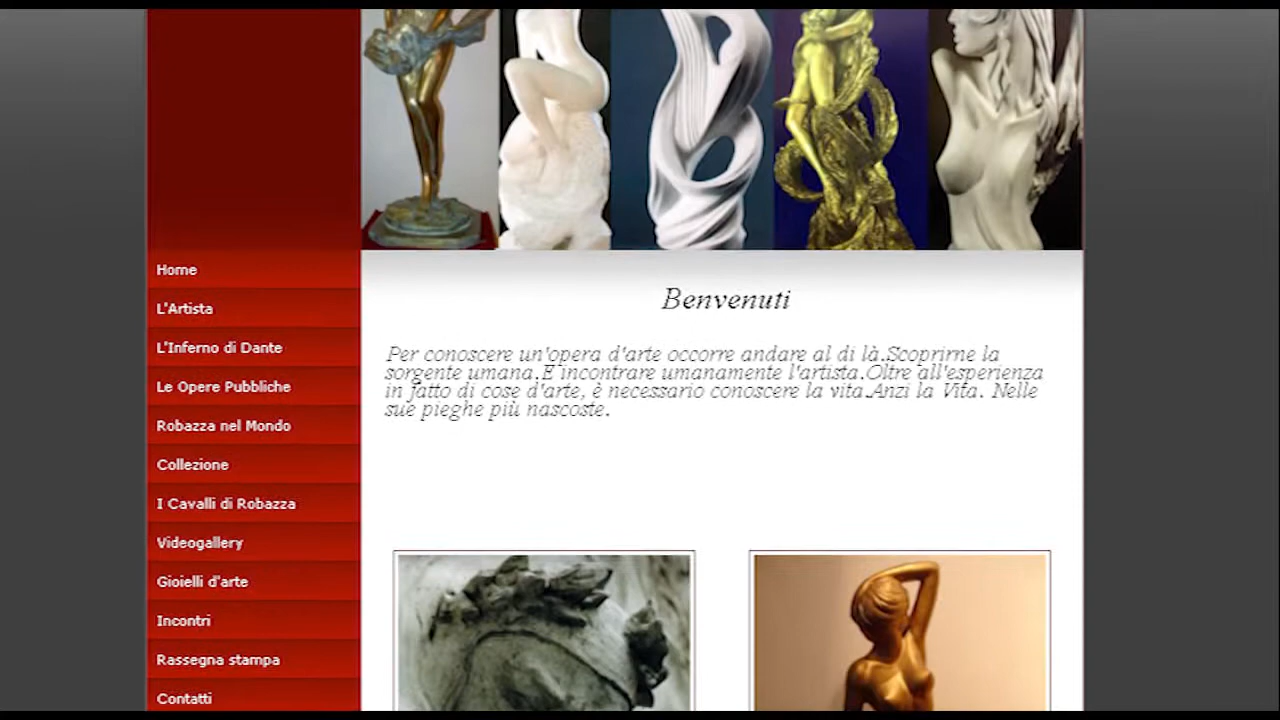 Home
L'Artista
L'Inferno di Dante
Le Opere Pubbliche
Robazza nel Mondo
Collezione
I Cavalli di Robazza
Videogallery
Gioielli d'arte
Incontri
Rassegna stampa
Contatti
Benvenuti
Per conoscere un'opera d'arte occorre andare al di là.Scoprirne la
sorgente umana.E incontrare umanamente l'artista.Oltre all'esperienza
in fatto di cose d'arte, è necessario conoscere la vita.Anzi la Vita. Nelle
sue pieghe più nascoste.